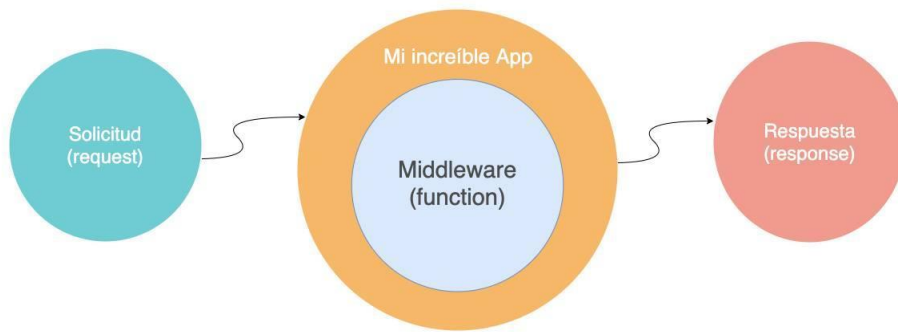 Solicitud
(request)
Mi increíble App
Middleware
(function)
Respuesta
(response)